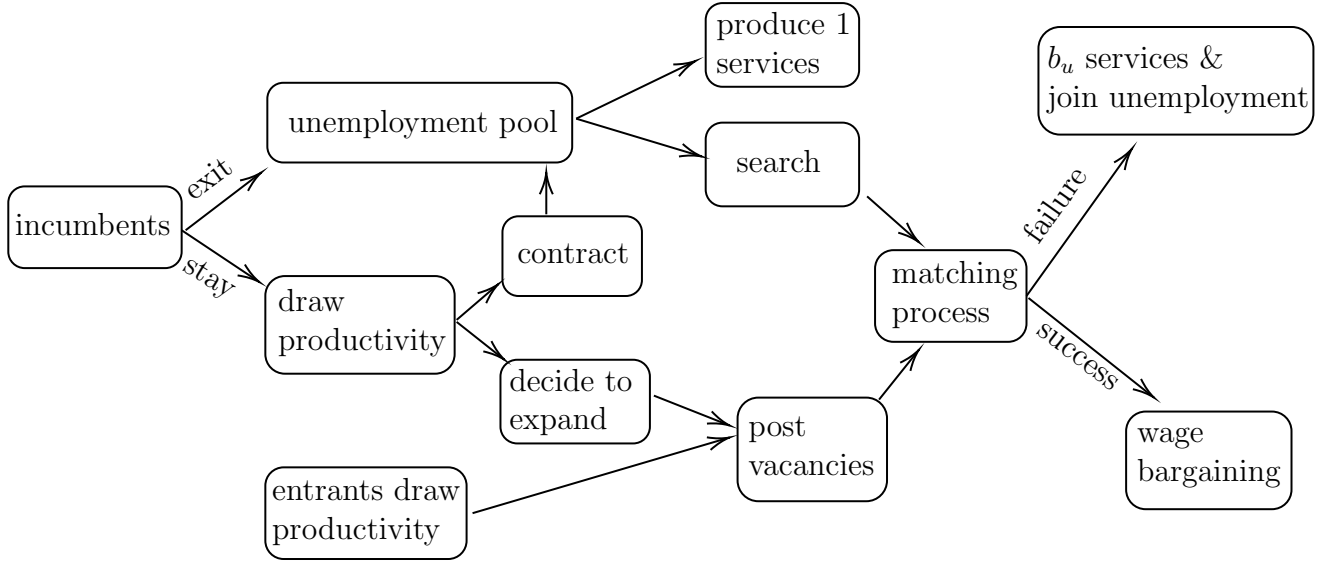 produce 1
services
b_u services &
join unemployment
unemployment pool
search
exit
incumbents
stay
contract
failure
draw
productivity
matching
process
success
decide to
expand
post
vacancies
wage
bargaining
entrants draw
productivity